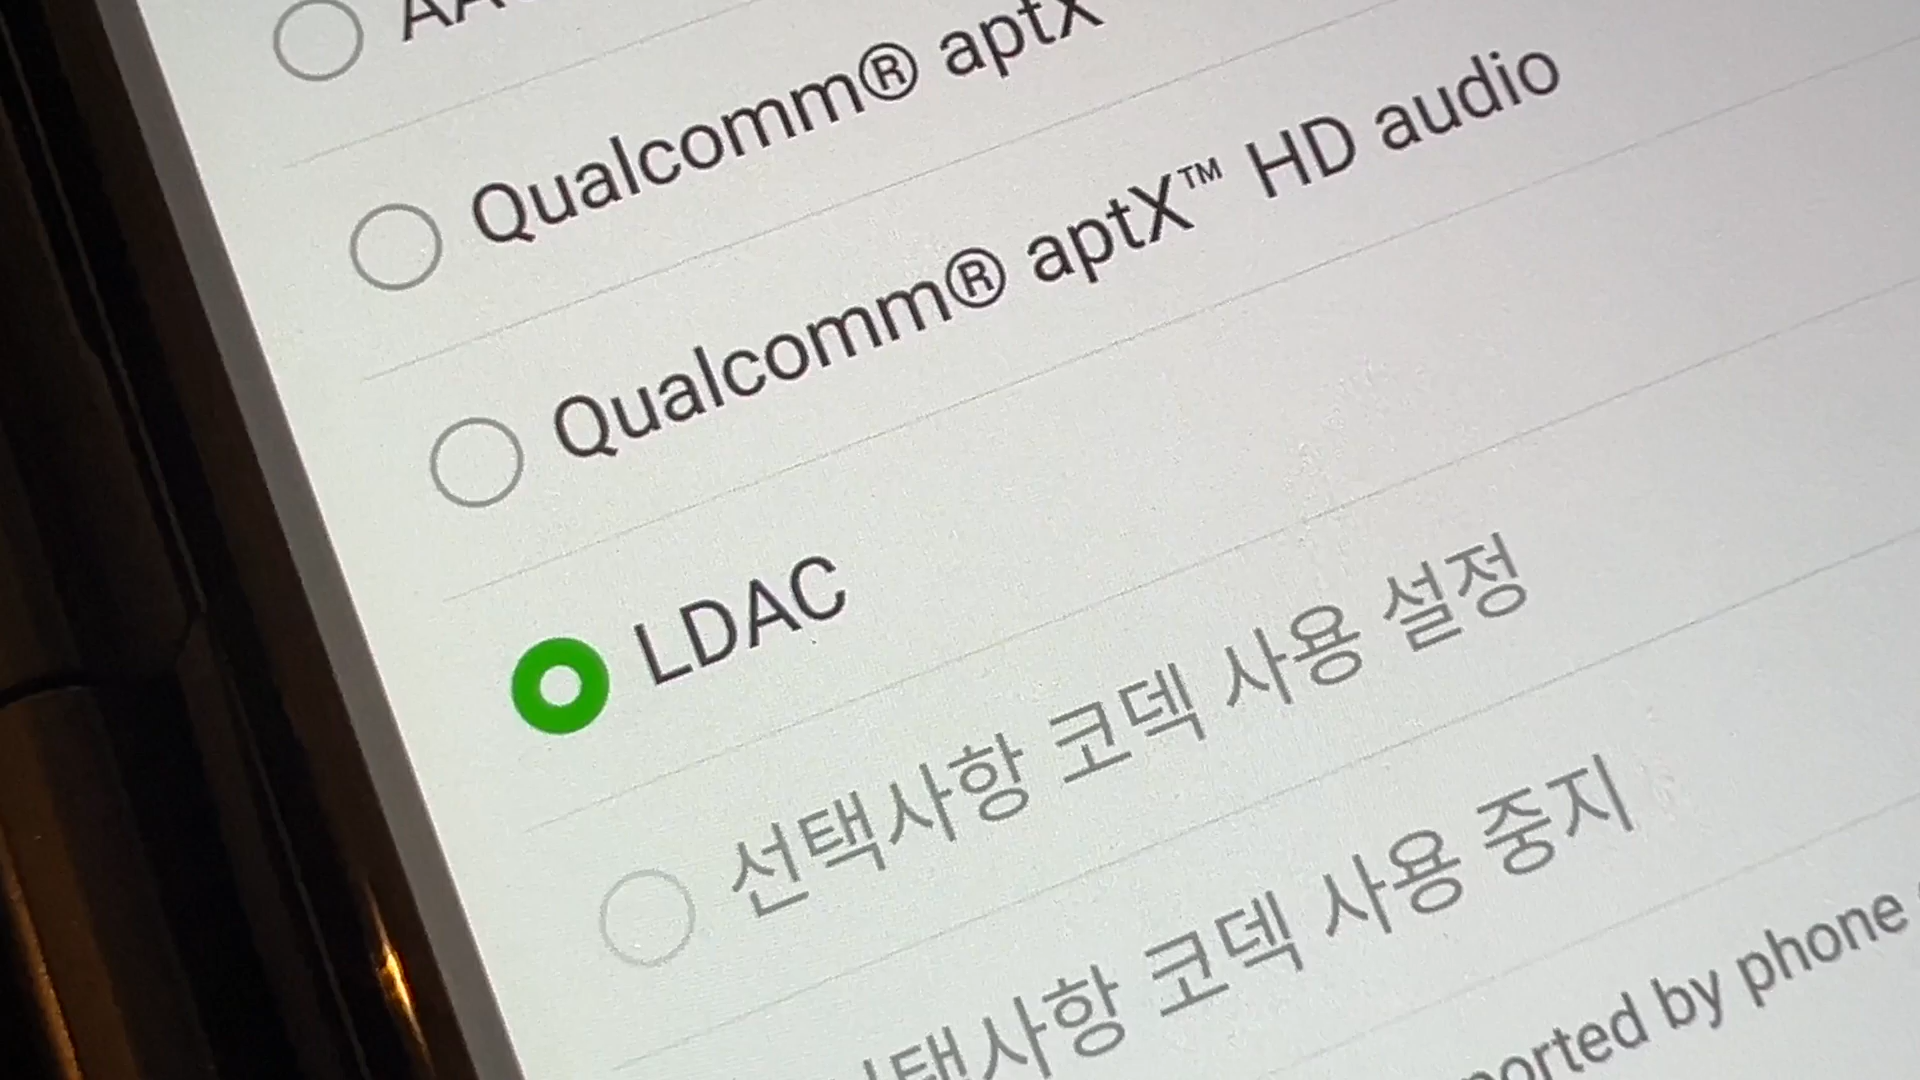 Qualcomm® aptX
Qualcomm® aptX™ HD audio
LDAC
선택사항 코덱 사용 설정
선택사항 코덱 사용 중지
by phone